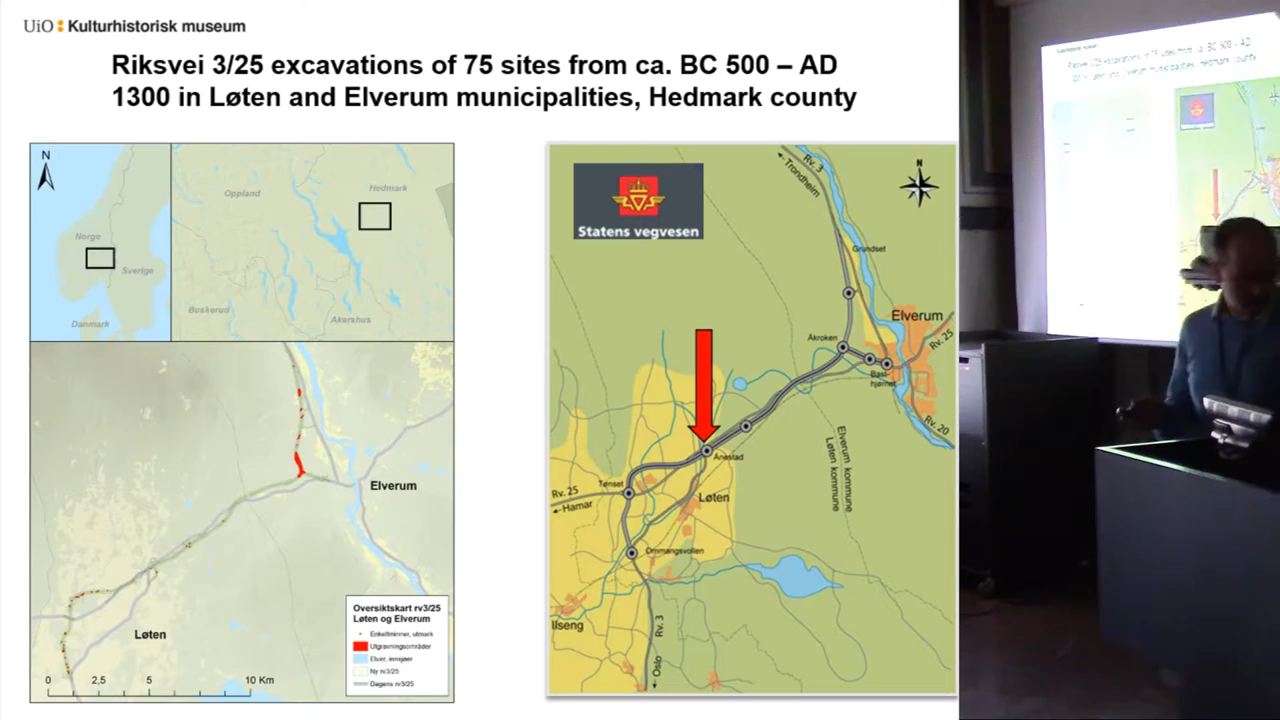 UiO Kulturhistorisk museum
Riksvei 3/25 excavations of 75 sites from ca. BC 500 – AD
1300 in Løten and Elverum municipalities, Hedmark county
N
Norge
Sverige
Danmark
Oppland
Hedmark
Buskerud
Akershus
Elverum
Løten
0 2,5 5 10 Km
Oversiktskart rv3/25
Løten og Elverum
Enkeltminner, utmark
Utgravningsområder
Elver, innsjøer
Ny rv3/25
Dagens rv3/25
Statens vegvesen
Rv. 3
Trondheim
N
Grundset
Elverum
Åkroken
Rv. 25
Rv. 20
Elverum kommune
Løten kommune
Ånestad
Tønset
Rv. 25
Hamar
Løten
Ommangsvollen
Ilseng
Rv. 3
Oslo